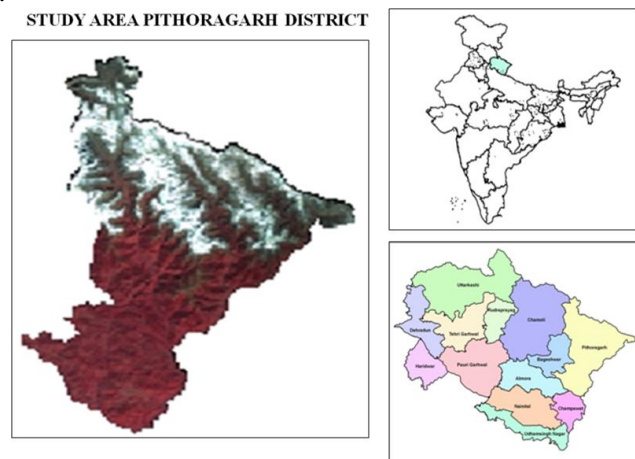 STUDY AREA PITHORAGARH DISTRICT
Uttarkashi
Rudraprayag
Chamoli
Dehradun
Tehri Garhwal
Pithoragarh
Bageshwar
Haridwar
Pauri Garhwal
Almora
Nainital
Champawat
Udhamsingh Nagar